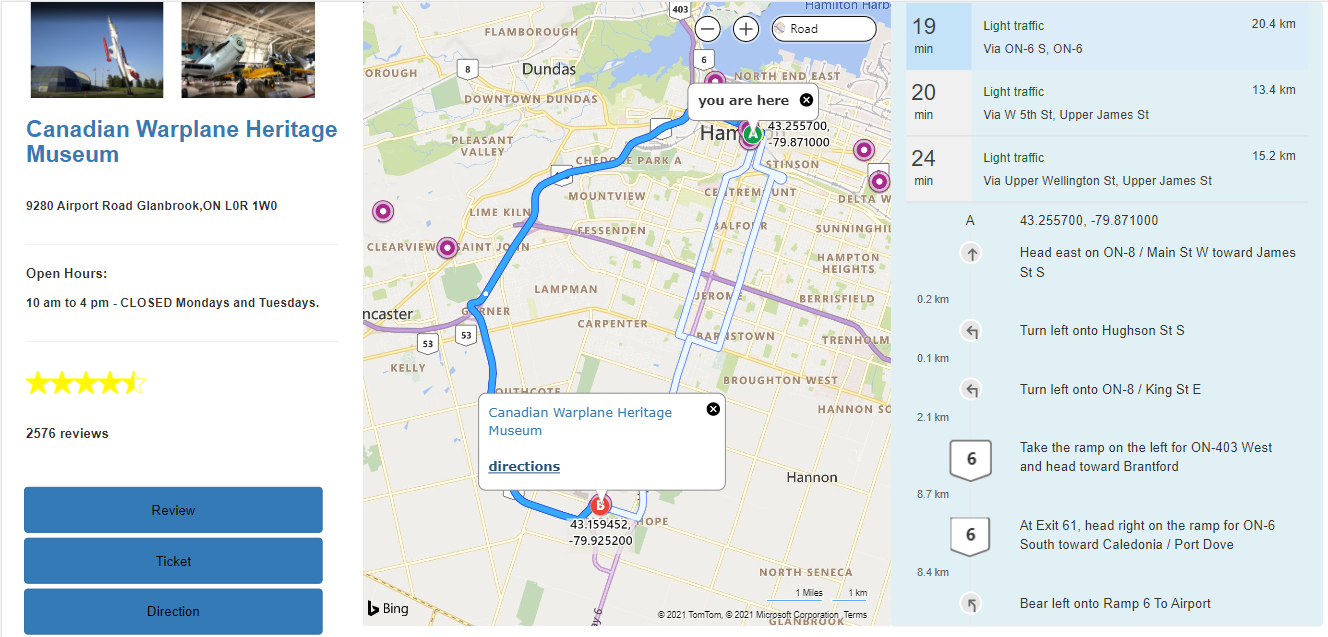 Canadian Warplane Heritage
Museum
9280 Airport Road Glanbrook,ON L0R 1W0
Open Hours:
10 am to 4 pm - CLOSED Mondays and Tuesdays.
2576 reviews
Review
Ticket
Direction
403
Hamilton Harbo
Road
FLAMBOROUGH
6
8
Dundas
OROUGH
NORTH END EAST
DOWNTOWN DUNDAS
you are here
Ham
A
43.255700,
-79.871000
PLEASANT
VALLEY
CHEDOKE PARK A
STINSON
MOUNTVIEW
CENTREMOUNT
DELTA W
LIME KILN
BALFOUR
FESSENDEN
SUNNINGHIL
CLEARVIEW
SAINT JOHN
HAMPTON
HEIGHTS
LAMPMAN
JEROME
BERRISFIELD
ncaster
GARNER
CARPENTER
53
53
BARNSTOWN
TRENHOLM
KELLY
BROUGHTON WEST
SOUTHCOTE
HANNON SO
Canadian Warplane Heritage
Museum
directions
Hannon
B
43.159452,
-79.925200
HOPE
NORTH SENECA
1 Miles
1 km
Bing
© 2021 TomTom, © 2021 Microsoft Corporation, Terms
GLANBROOK
19
min
Light traffic
20.4 km
Via ON-6 S, ON-6
20
min
Light traffic
13.4 km
Via W 5th St, Upper James St
24
min
Light traffic
15.2 km
Via Upper Wellington St, Upper James St
A
43.255700, -79.871000
Head east on ON-8 / Main St W toward James
St S
0.2 km
Turn left onto Hughson St S
0.1 km
Turn left onto ON-8 / King St E
2.1 km
6
Take the ramp on the left for ON-403 West
and head toward Brantford
8.7 km
6
At Exit 61, head right on the ramp for ON-6
South toward Caledonia / Port Dove
8.4 km
Bear left onto Ramp 6 To Airport